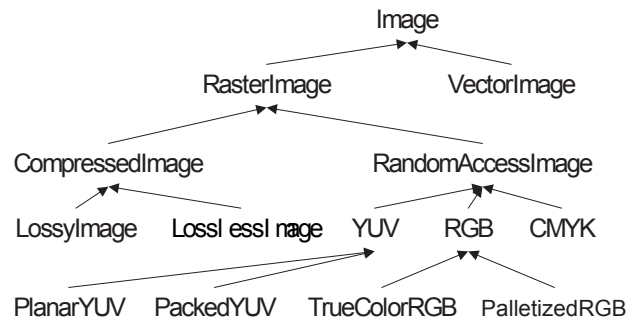 Image
RasterImage VectorImage
CompressedImage RandomAccessImage
LossyImage LosslessImage YUV RGB CMYK
PlanarYUV PackedYUV TrueColorRGB PalletizedRGB